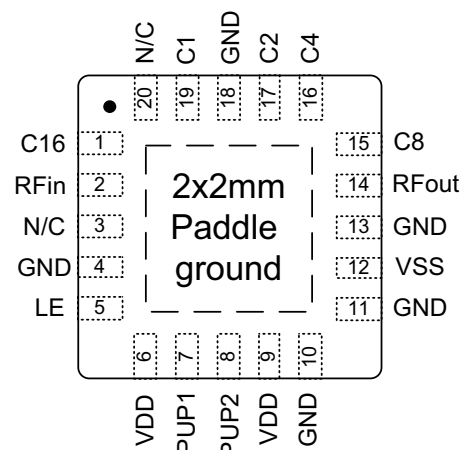 N/C C1 GND C2 C4
20 19 18 17 16
C16 1
RFin 2
N/C 3
GND 4
LE 5
2x2mm
Paddle
ground
15 C8
14 RFout
13 GND
12 VSS
11 GND
6 7 8 9 10
VDD PUP1 PUP2 VDD GND